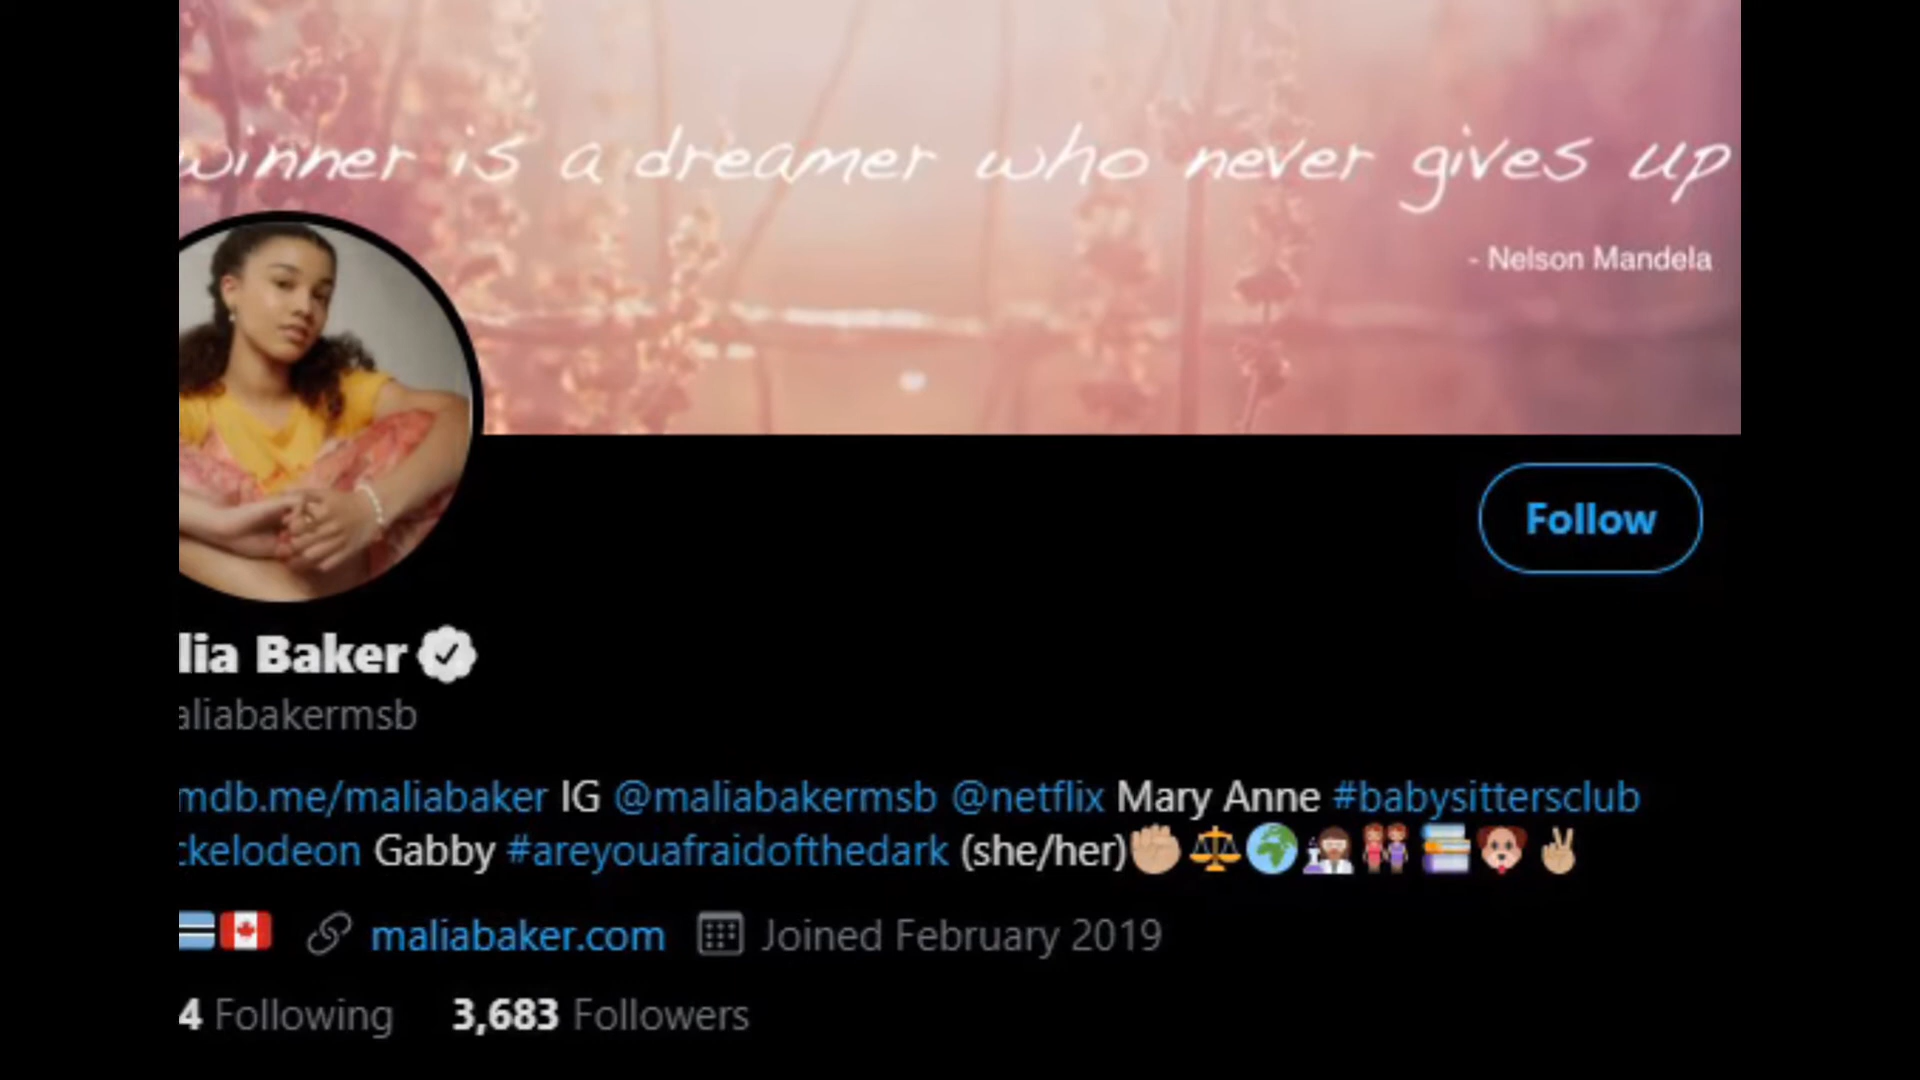 winner is a dreamer who never gives up
- Nelson Mandela
Follow
lia Baker
aliabakermsb
mdb.me/maliabaker IG @maliabakermsb @netflix Mary Anne #babysittersclub
ckelodeon Gabby #areyouafraidofthedark (she/her)✊🏼⚖️🌍👩🏽‍🔬👭🏽📚🐶✌🏼
🇧🇼🇨🇦 maliabaker.com Joined February 2019
4 Following 3,683 Followers